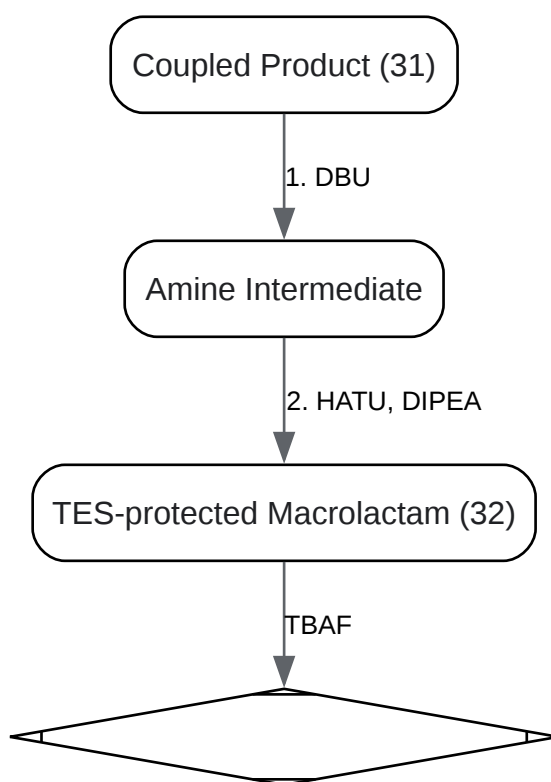 Coupled Product (31)
1. DBU
Amine Intermediate
2. HATU, DIPEA
TES-protected Macrolactam (32)
TBAF